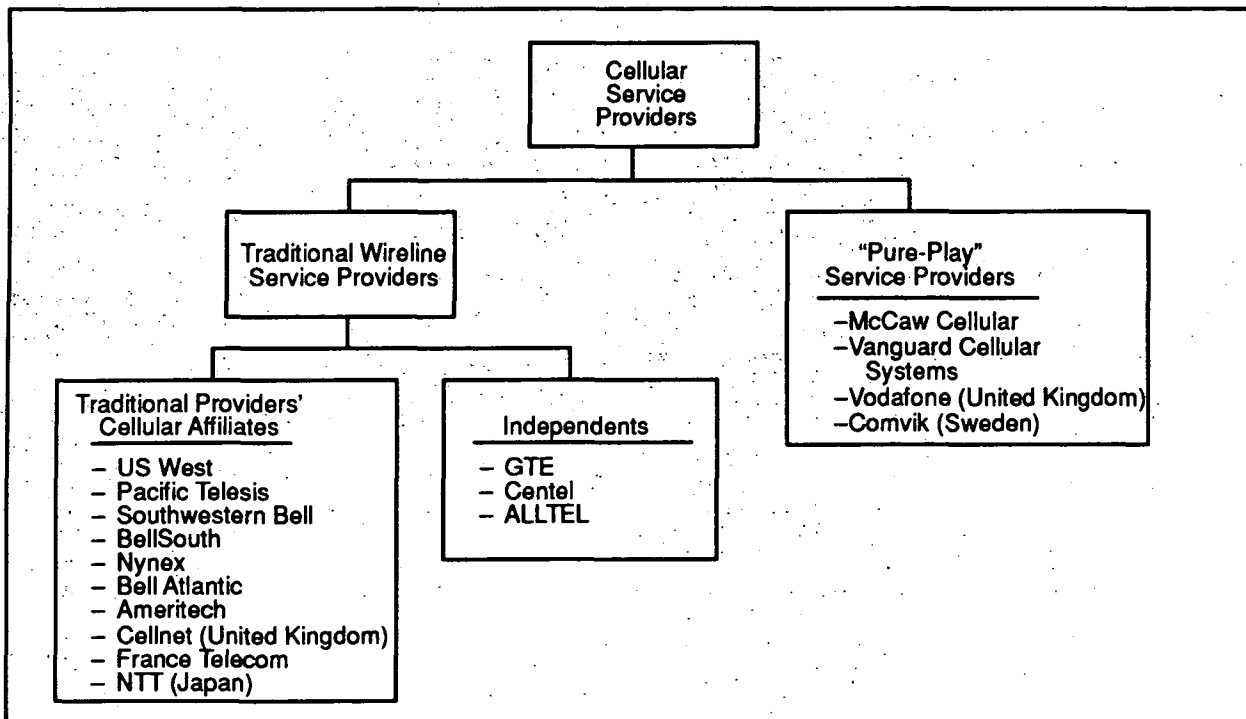 Cellular
Service
Providers
Traditional Wireline
Service Providers
"Pure-Play"
Service Providers
–McCaw Cellular
–Vanguard Cellular
Systems
–Vodafone (United Kingdom)
–Comvik (Sweden)
Traditional Providers'
Cellular Affiliates
– US West
– Pacific Telesis
– Southwestern Bell
– BellSouth
– Nynex
– Bell Atlantic
– Ameritech
– Cellnet (United Kingdom)
– France Telecom
– NTT (Japan)
Independents
– GTE
– Centel
– ALLTEL